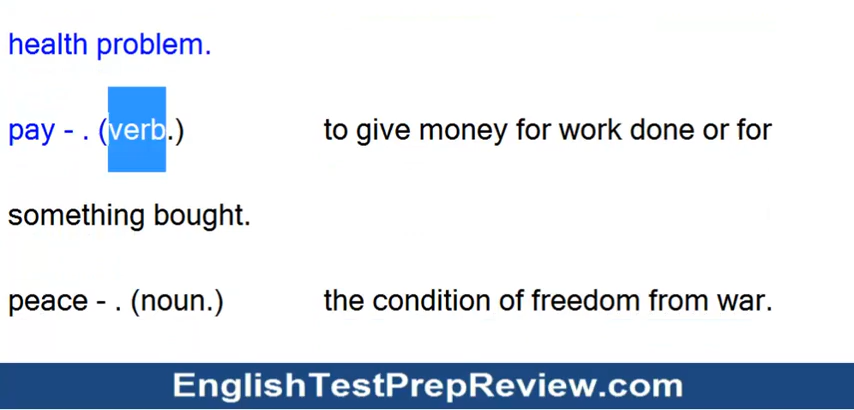 health problem.
pay - . (verb.) to give money for work done or for
something bought.
peace - . (noun.) the condition of freedom from war.
EnglishTestPrepReview.com